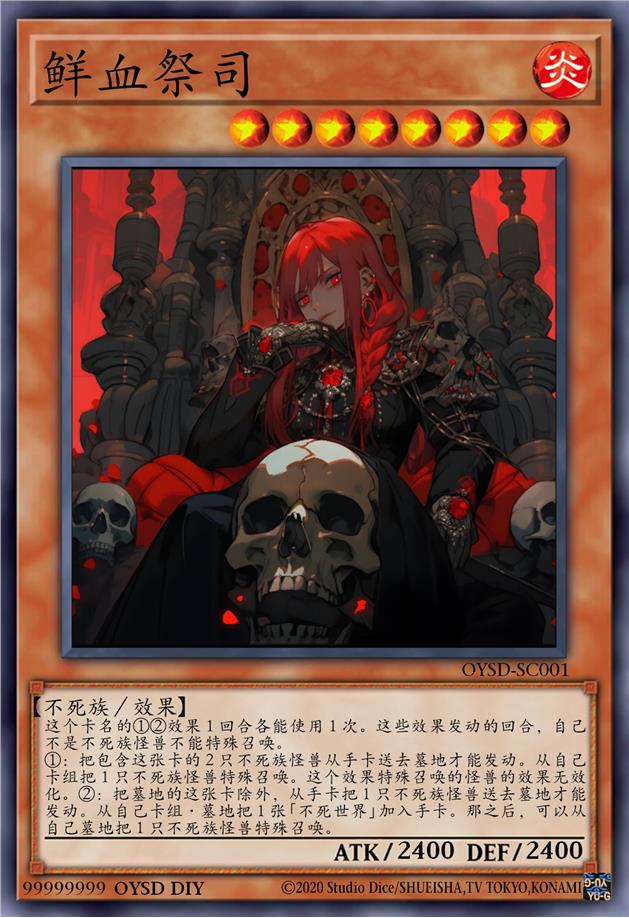 鲜血祭司
炎
OYSD-SC001
【不死族／效果】
这个卡名的①②效果1回合各能使用1次。这些效果发动的回合，自己
不是不死族怪兽不能特殊召唤。
①：把包含这张卡的2只不死族怪兽从手卡送去墓地才能发动。从自己
卡组把1只不死族怪兽特殊召唤。这个效果特殊召唤的怪兽的效果无效
化。②：把墓地的这张卡除外，从手卡把1只不死族怪兽送去墓地才能
发动。从自己卡组·墓地把1张「不死世界」加入手卡。那之后，可以从
自己墓地把1只不死族怪兽特殊召唤。
ATK/2400 DEF/2400
99999999 OYSD DIY ©2020 Studio Dice/SHUEISHA,TV TOKYO,KONAMI
YU-G
YU-G